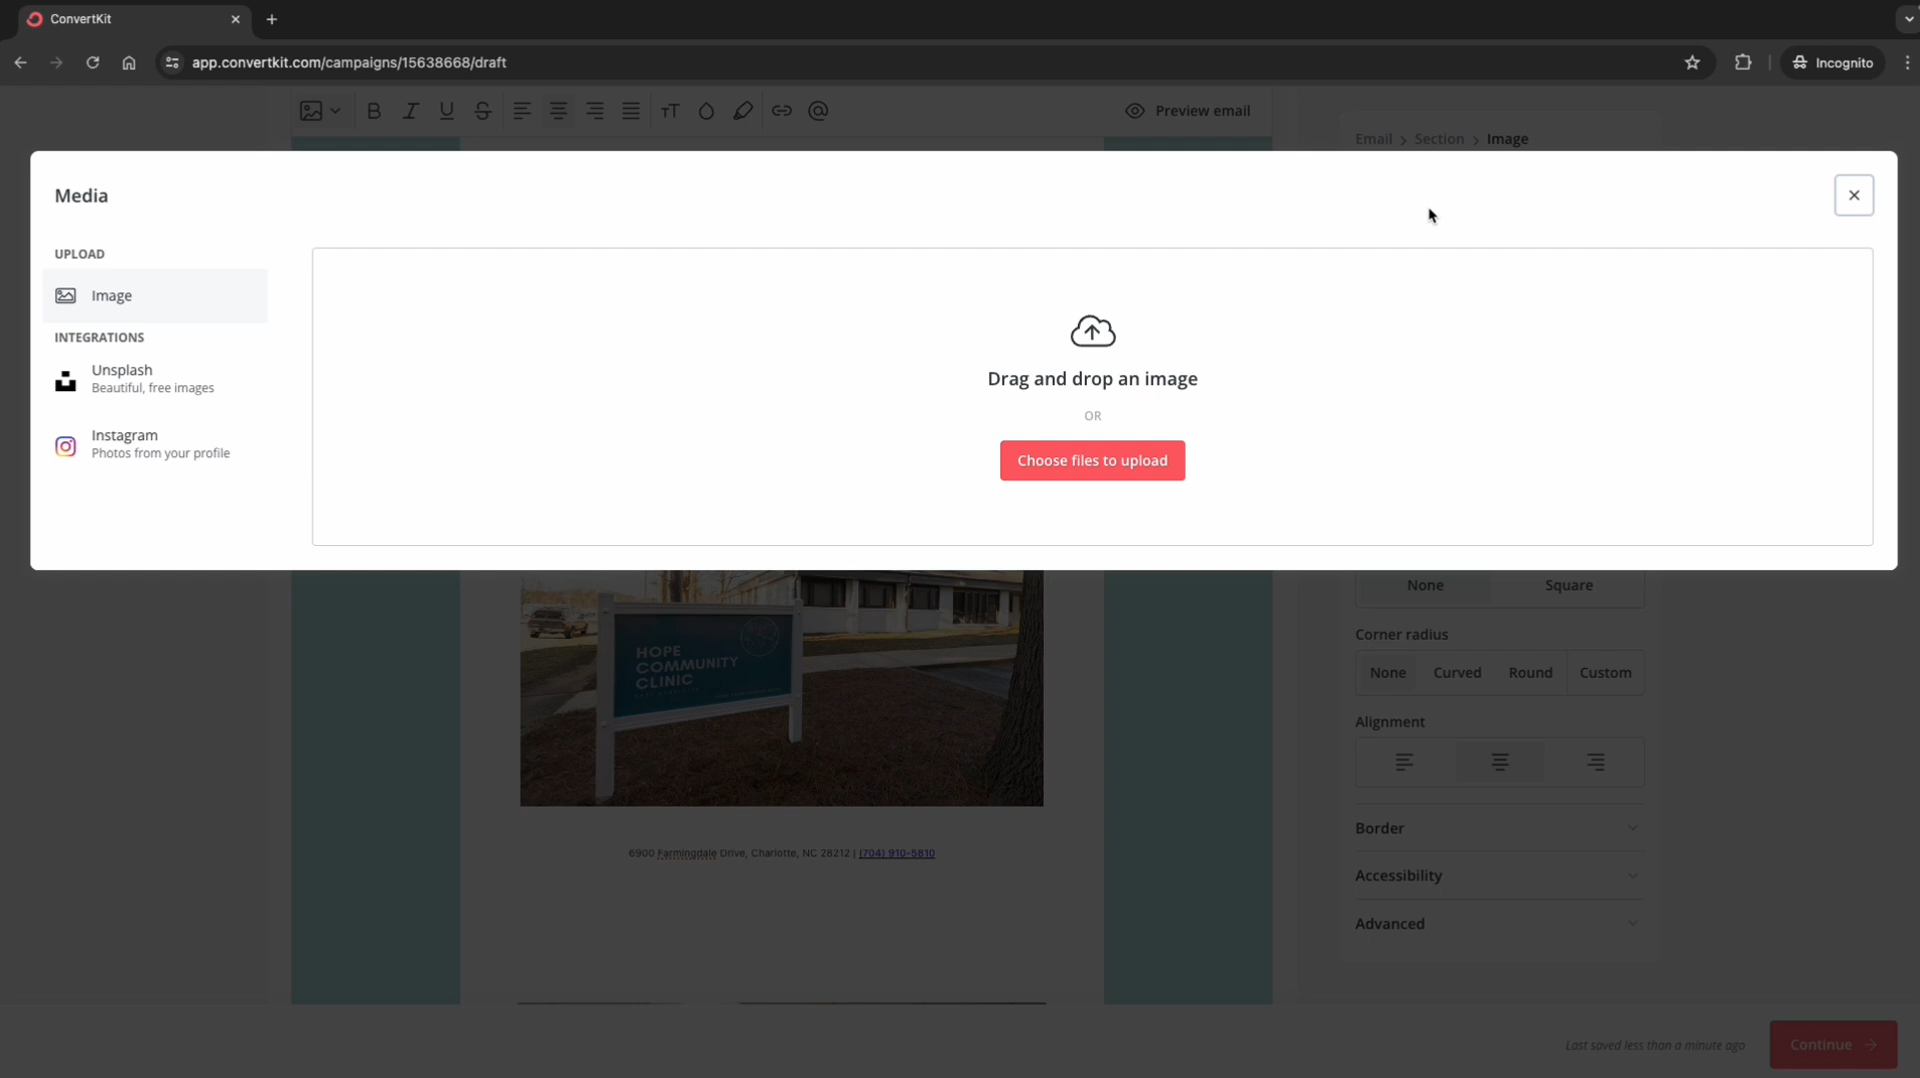 ConvertKit
app.convertkit.com/campaigns/15638668/draft
Incognito
Preview email
Email > Section > Image
Media
UPLOAD
Image
INTEGRATIONS
Unsplash
Beautiful, free images
Instagram
Photos from your profile
Drag and drop an image
OR
Choose files to upload
None Square
Corner radius
None Curved Round Custom
Alignment
Border
Accessibility
Advanced
HOPE
COMMUNITY
CLINIC
6900 Farmingdale Drive, Charlotte, NC 28212 | (704) 910-5810
Last saved less than a minute ago
Continue